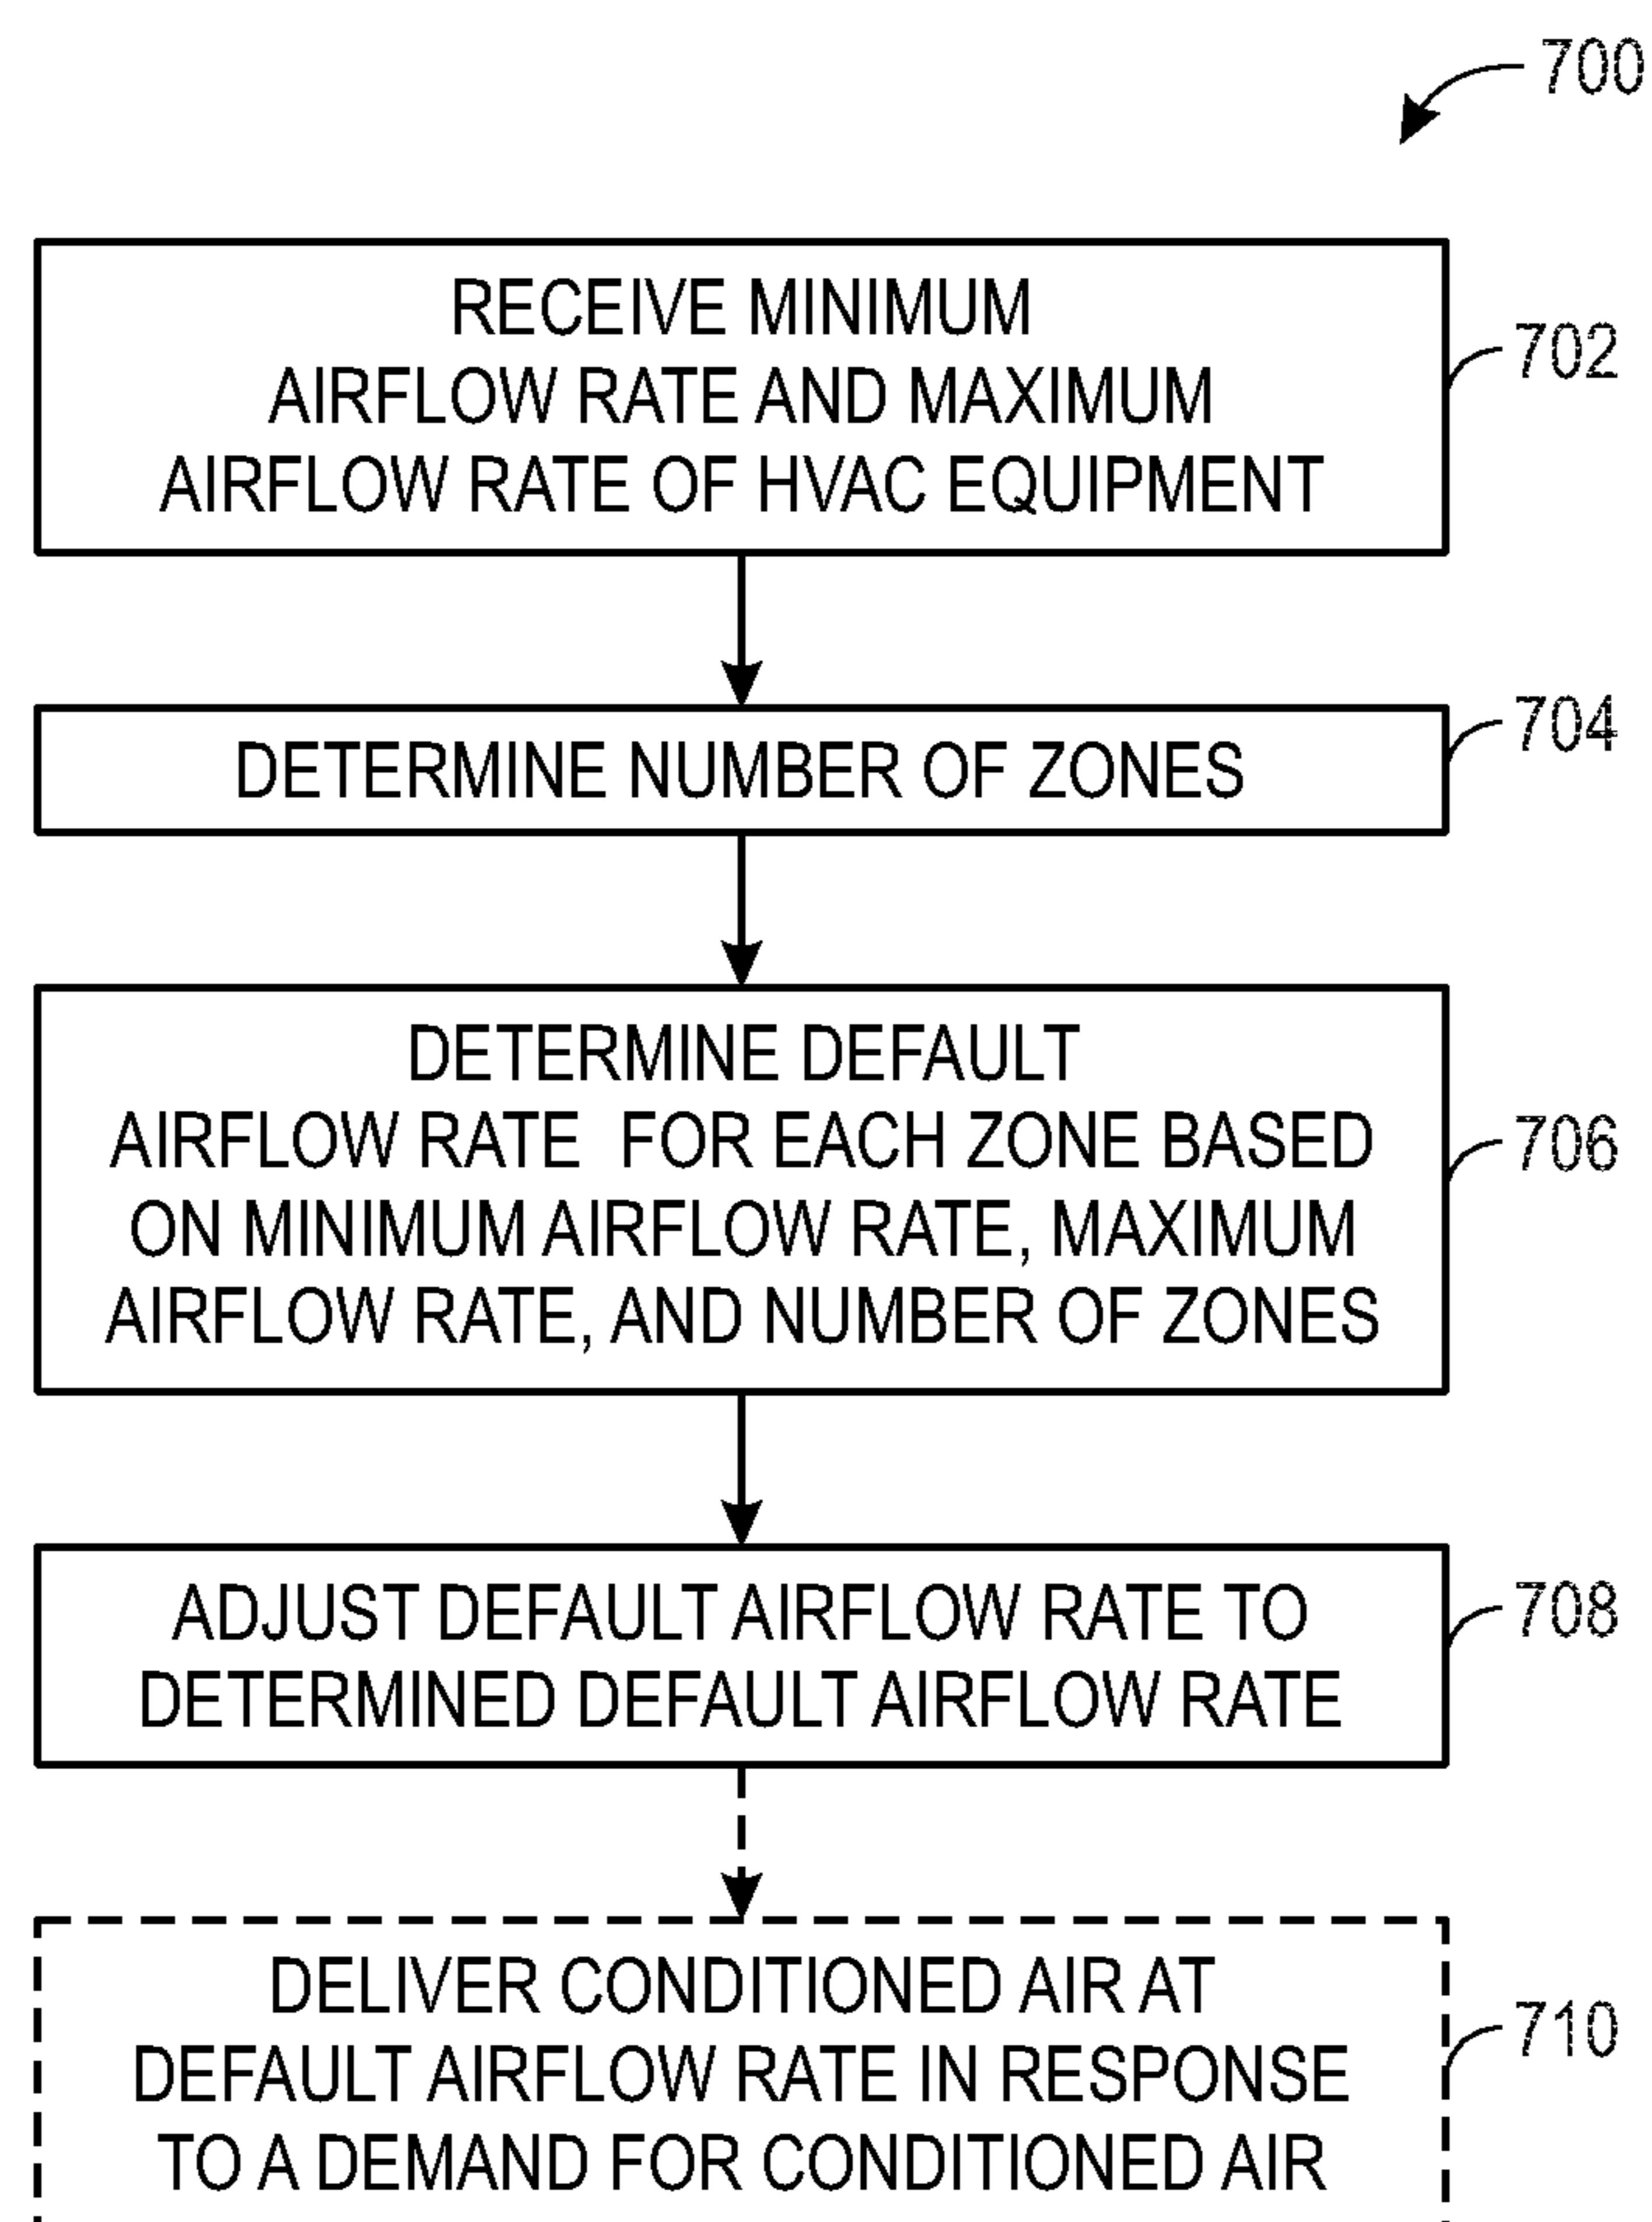 700
RECEIVE MINIMUM
AIRFLOW RATE AND MAXIMUM
AIRFLOW RATE OF HVAC EQUIPMENT
702
DETERMINE NUMBER OF ZONES
704
DETERMINE DEFAULT
AIRFLOW RATE FOR EACH ZONE BASED
ON MINIMUM AIRFLOW RATE, MAXIMUM
AIRFLOW RATE, AND NUMBER OF ZONES
706
ADJUST DEFAULT AIRFLOW RATE TO
DETERMINED DEFAULT AIRFLOW RATE
708
DELIVER CONDITIONED AIR AT
DEFAULT AIRFLOW RATE IN RESPONSE
TO A DEMAND FOR CONDITIONED AIR
710